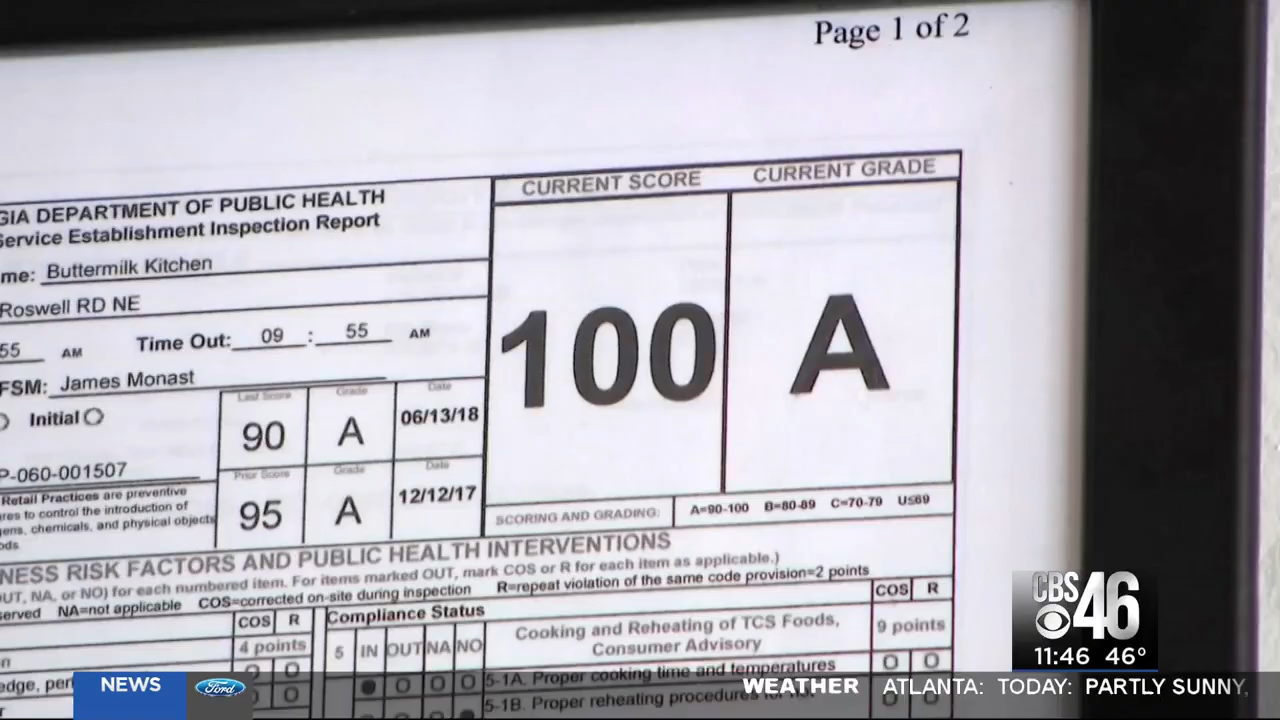 Page 1 of 2
CURRENT SCORE CURRENT GRADE
GIA DEPARTMENT OF PUBLIC HEALTH
Service Establishment Inspection Report
me: Buttermilk Kitchen
Roswell RD NE
55 AM Time Out: 09 : 55 AM
100 A
FSM: James Monast
Initial
Last Score Grade Date
90 A 06/13/18
P-060-001507
Prior Score Grade Date
95 A 12/12/17
Retail Practices are preventive
res to control the introduction of
ens, chemicals, and physical objects
ods.
SCORING AND GRADING: A=90-100 B=80-89 C=70-79 U≤69
NESS RISK FACTORS AND PUBLIC HEALTH INTERVENTIONS
OUT, NA, or NO) for each numbered item. For items marked OUT, mark COS or R for each item as applicable.)
served NA=not applicable COS=corrected on-site during inspection R=repeat violation of the same code provision=2 points
COS R Compliance Status COS R
4 points 5 IN OUT NA NO Cooking and Reheating of TCS Foods, Consumer Advisory 9 points
5-1A. Proper cooking time and temperatures
5-1B. Proper reheating procedures for hot
CBS 46
11:46 46°
NEWS Ford WEATHER ATLANTA: TODAY: PARTLY SUNNY,